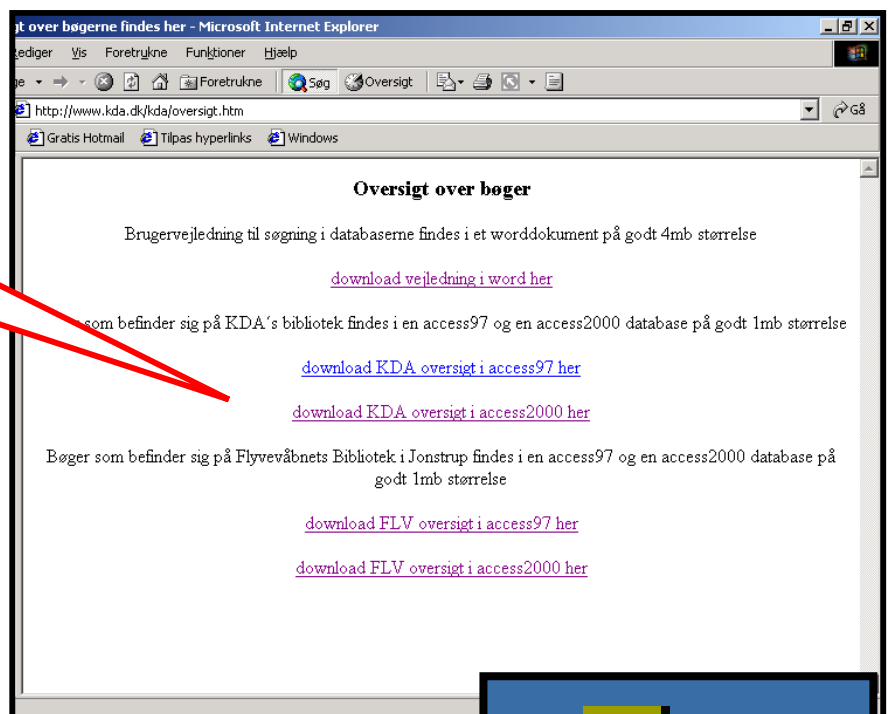 gt over bøgerne findes her - Microsoft Internet Explorer
Rediger Vis Foretrukne Funktioner Hjælp
Foretrukne Søg Oversigt
http://www.kda.dk/kda/oversigt.htm Gå
Gratis Hotmail Tilpas hyperlinks Windows
Oversigt over bøger
Brugervejledning til søgning i databaserne findes i et worddokument på godt 4mb størrelse
download vejledning i word her
som befinder sig på KDA´s bibliotek findes i en access97 og en access2000 database på godt 1mb størrelse
download KDA oversigt i access97 her
download KDA oversigt i access2000 her
Bøger som befinder sig på Flyvevåbnets Bibliotek i Jonstrup findes i en access97 og en access2000 database på
godt 1mb størrelse
download FLV oversigt i access97 her
download FLV oversigt i access2000 her